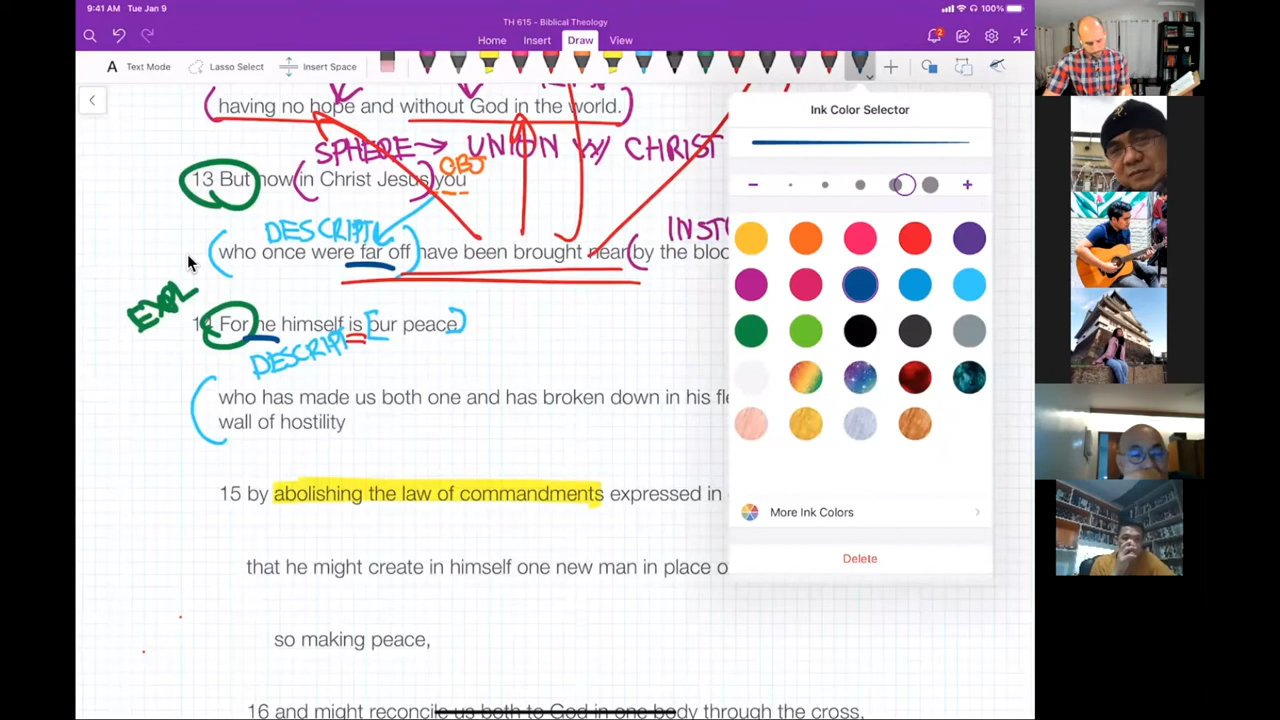 9:41 AM Tue Jan 9
100%
TH 615 - Biblical Theology
Home Insert Draw View
2
A Text Mode Lasso Select Insert Space
having no hope and without God in the world.
Ink Color Selector
SPHERE → UNION W/ CHRIST
OBJ
13 But now in Christ Jesus you
DESCRIPT
who once were far off have been brought near by the
EXPL
14 For he himself is our peace
DESCRIPT
who has made us both one and has broken down in his
wall of hostility
15 by abolishing the law of commandments expressed in
More Ink Colors
Delete
that he might create in himself one new man in place
so making peace,
16 and might reconcile us both to God in one body through the cross,